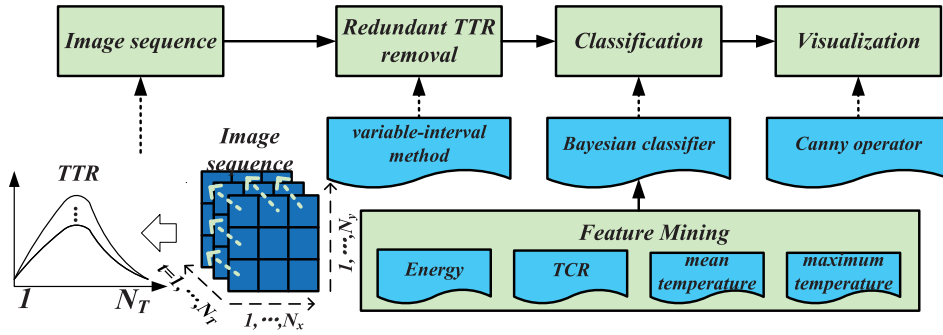 Image sequence
Redundant TTR
removal
Classification
Visualization
variable-interval
method
Bayesian classifier
Canny operator
Image
sequence
TTR
1
N_T
t=1,...,N_T
1,...,N_x
1,...,N_y
Feature Mining
Energy
TCR
mean
temperature
maximum
temperature